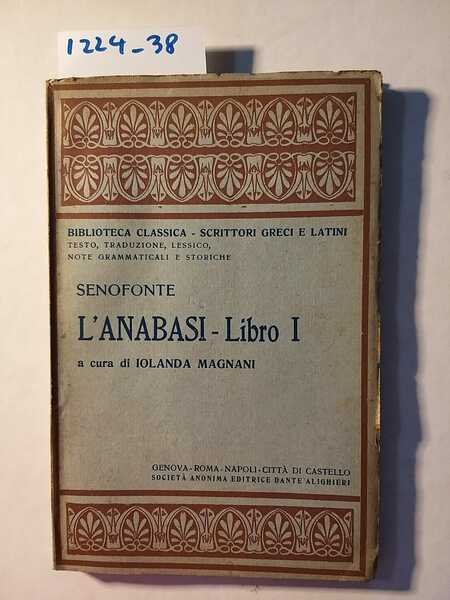 1224-38
BIBLIOTECA CLASSICA - SCRITTORI GRECI E LATINI
TESTO, TRADUZIONE, LESSICO,
NOTE GRAMMATICALI E STORICHE
SENOFONTE
L'ANABASI - Libro I
a cura di IOLANDA MAGNANI
GENOVA-ROMA-NAPOLI-CITTÀ DI CASTELLO
SOCIETÀ ANONIMA EDITRICE DANTE ALIGHIERI